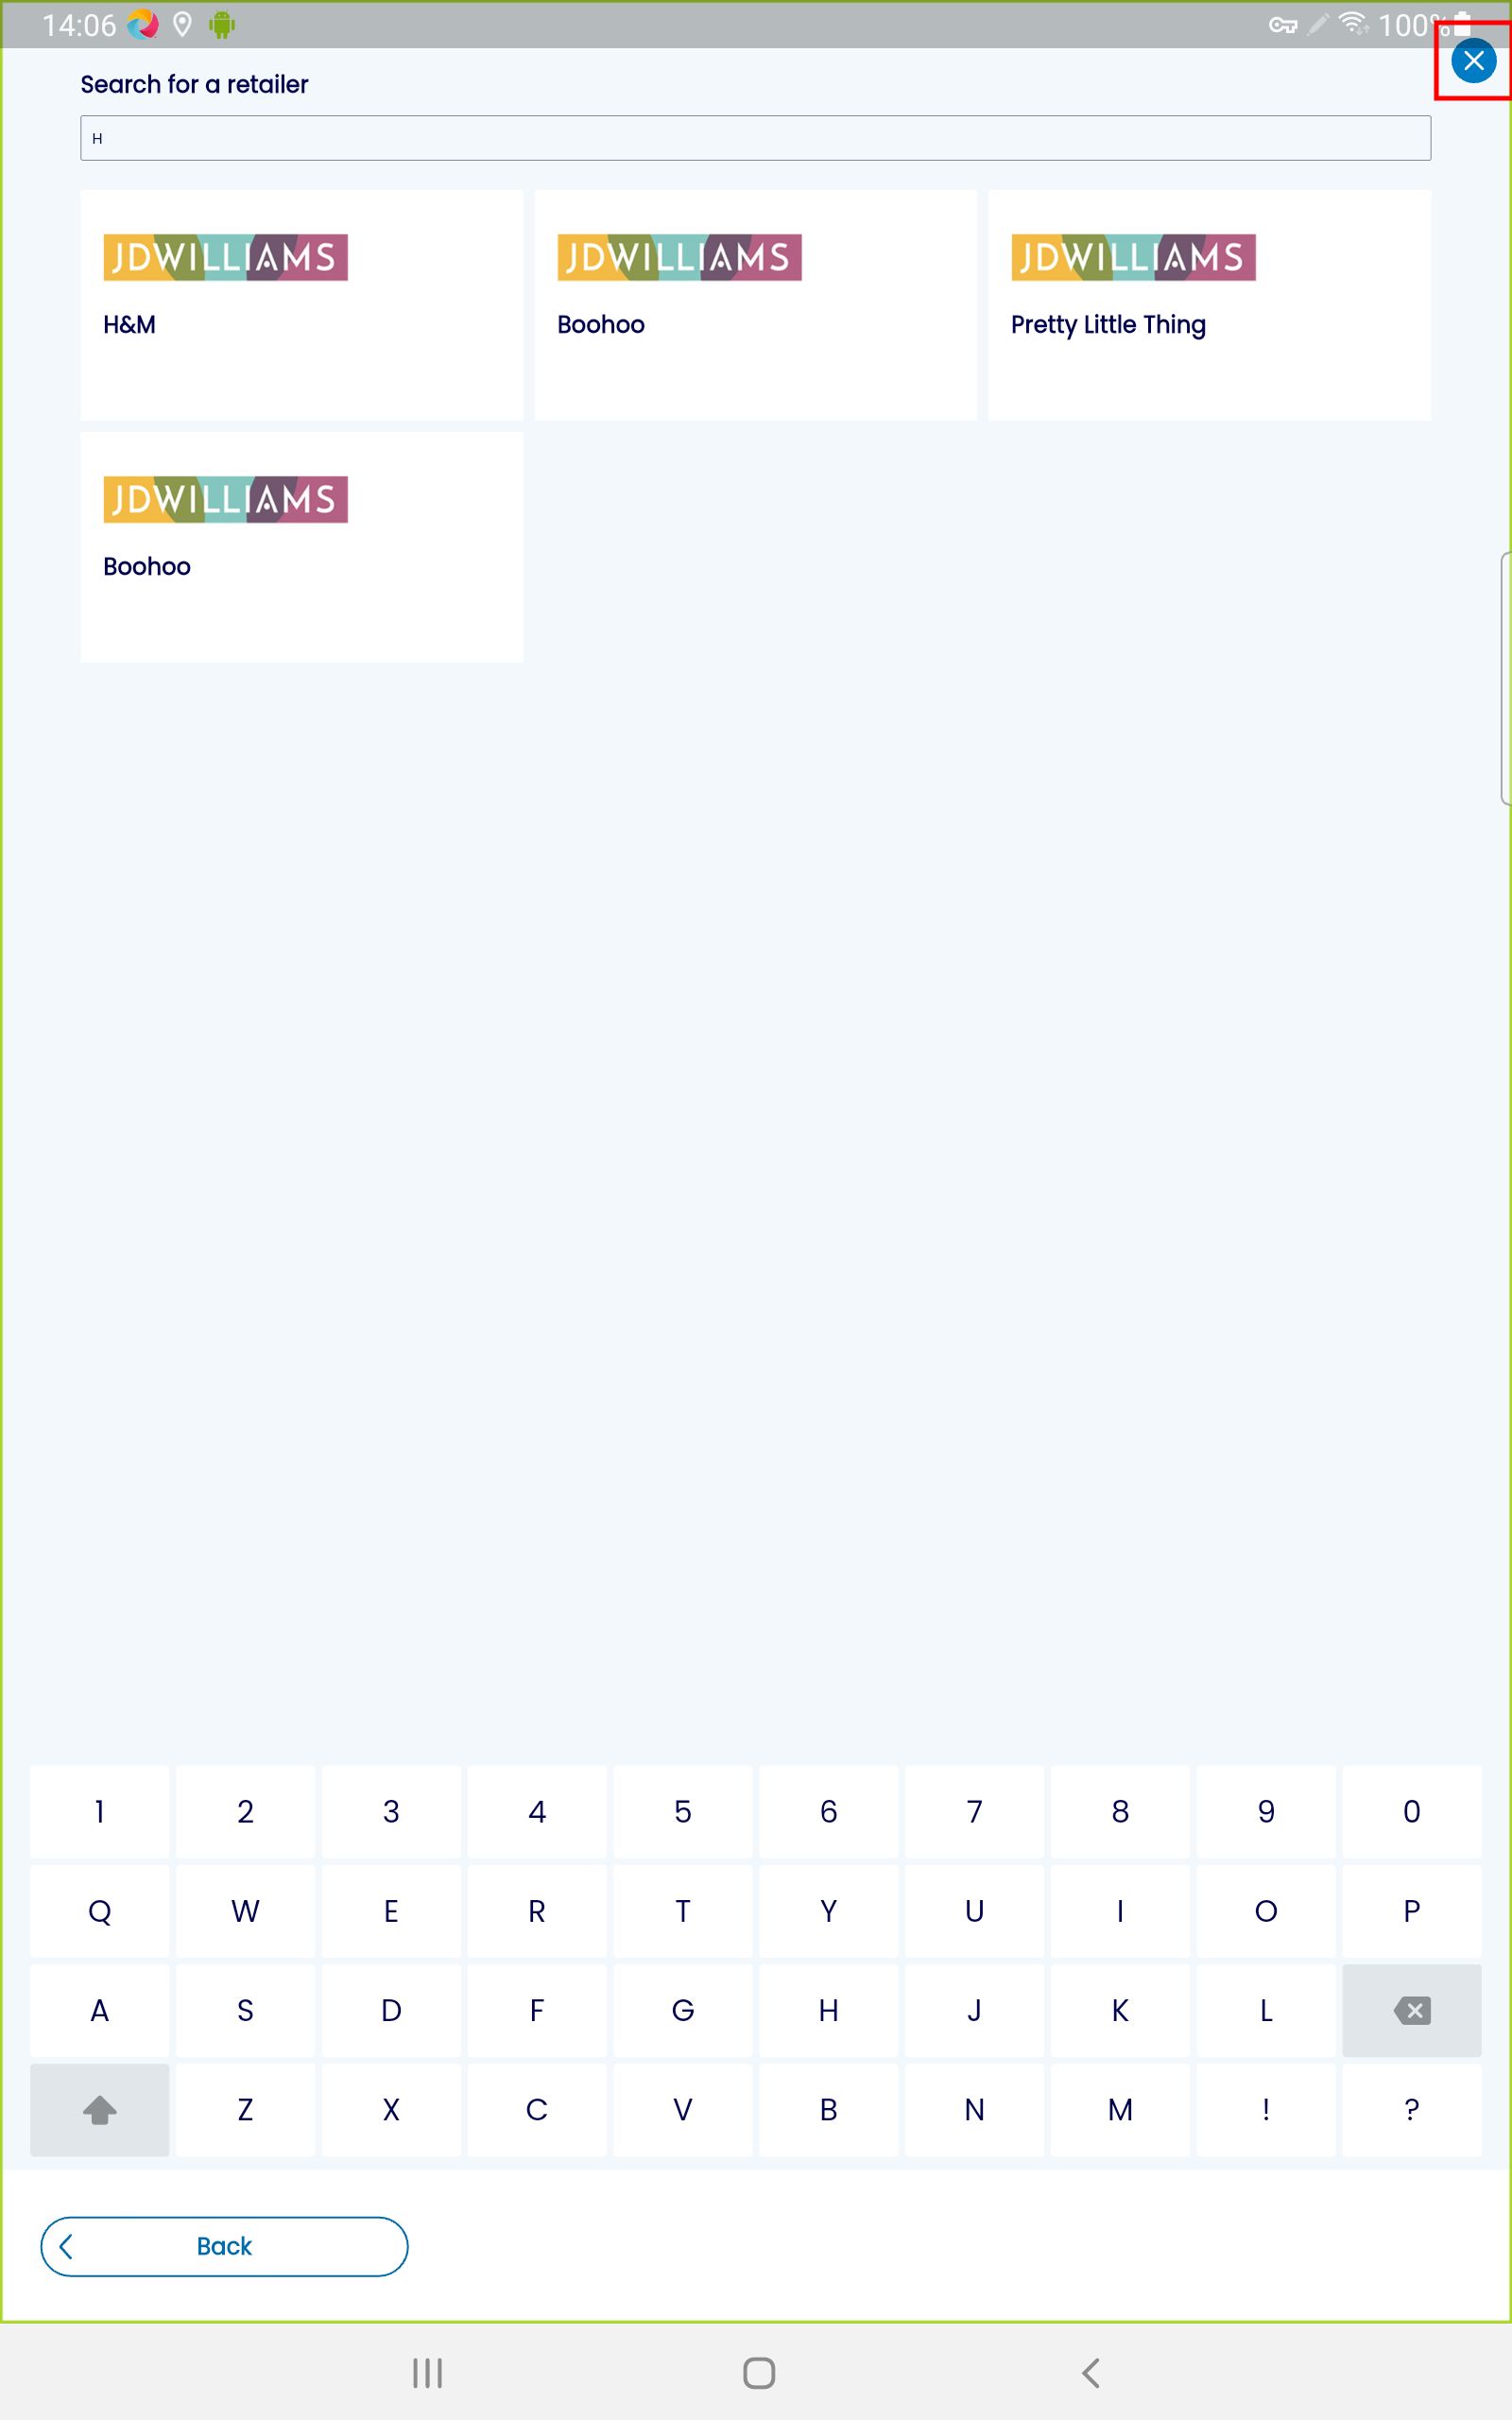 14:06 100%
Search for a retailer
H
JDWILLIAMS JDWILLIAMS JDWILLIAMS
H&M Boohoo Pretty Little Thing
JDWILLIAMS
Boohoo
1 2 3 4 5 6 7 8 9 0
Q W E R T Y U I O P
A S D F G H J K L
Z X C V B N M ! ?
Back